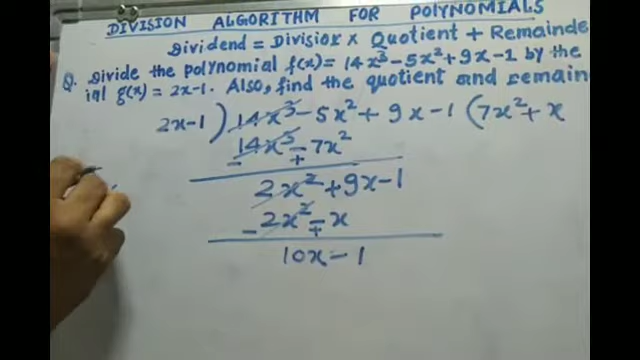 DIVISION ALGORITHM FOR POLYNOMIALS
Dividend = Divisior × Quotient + Remainde
Q. Divide the polynomial f(x) = 14x³ - 5x² + 9x - 1 by the
ial g(x) = 2x - 1. Also, find the quotient and remain
2x - 1 ) 14x³ - 5x² + 9x - 1 ( 7x² + x
14x³ - 7x²
- +
2x² + 9x - 1
2x² - x
- +
10x - 1